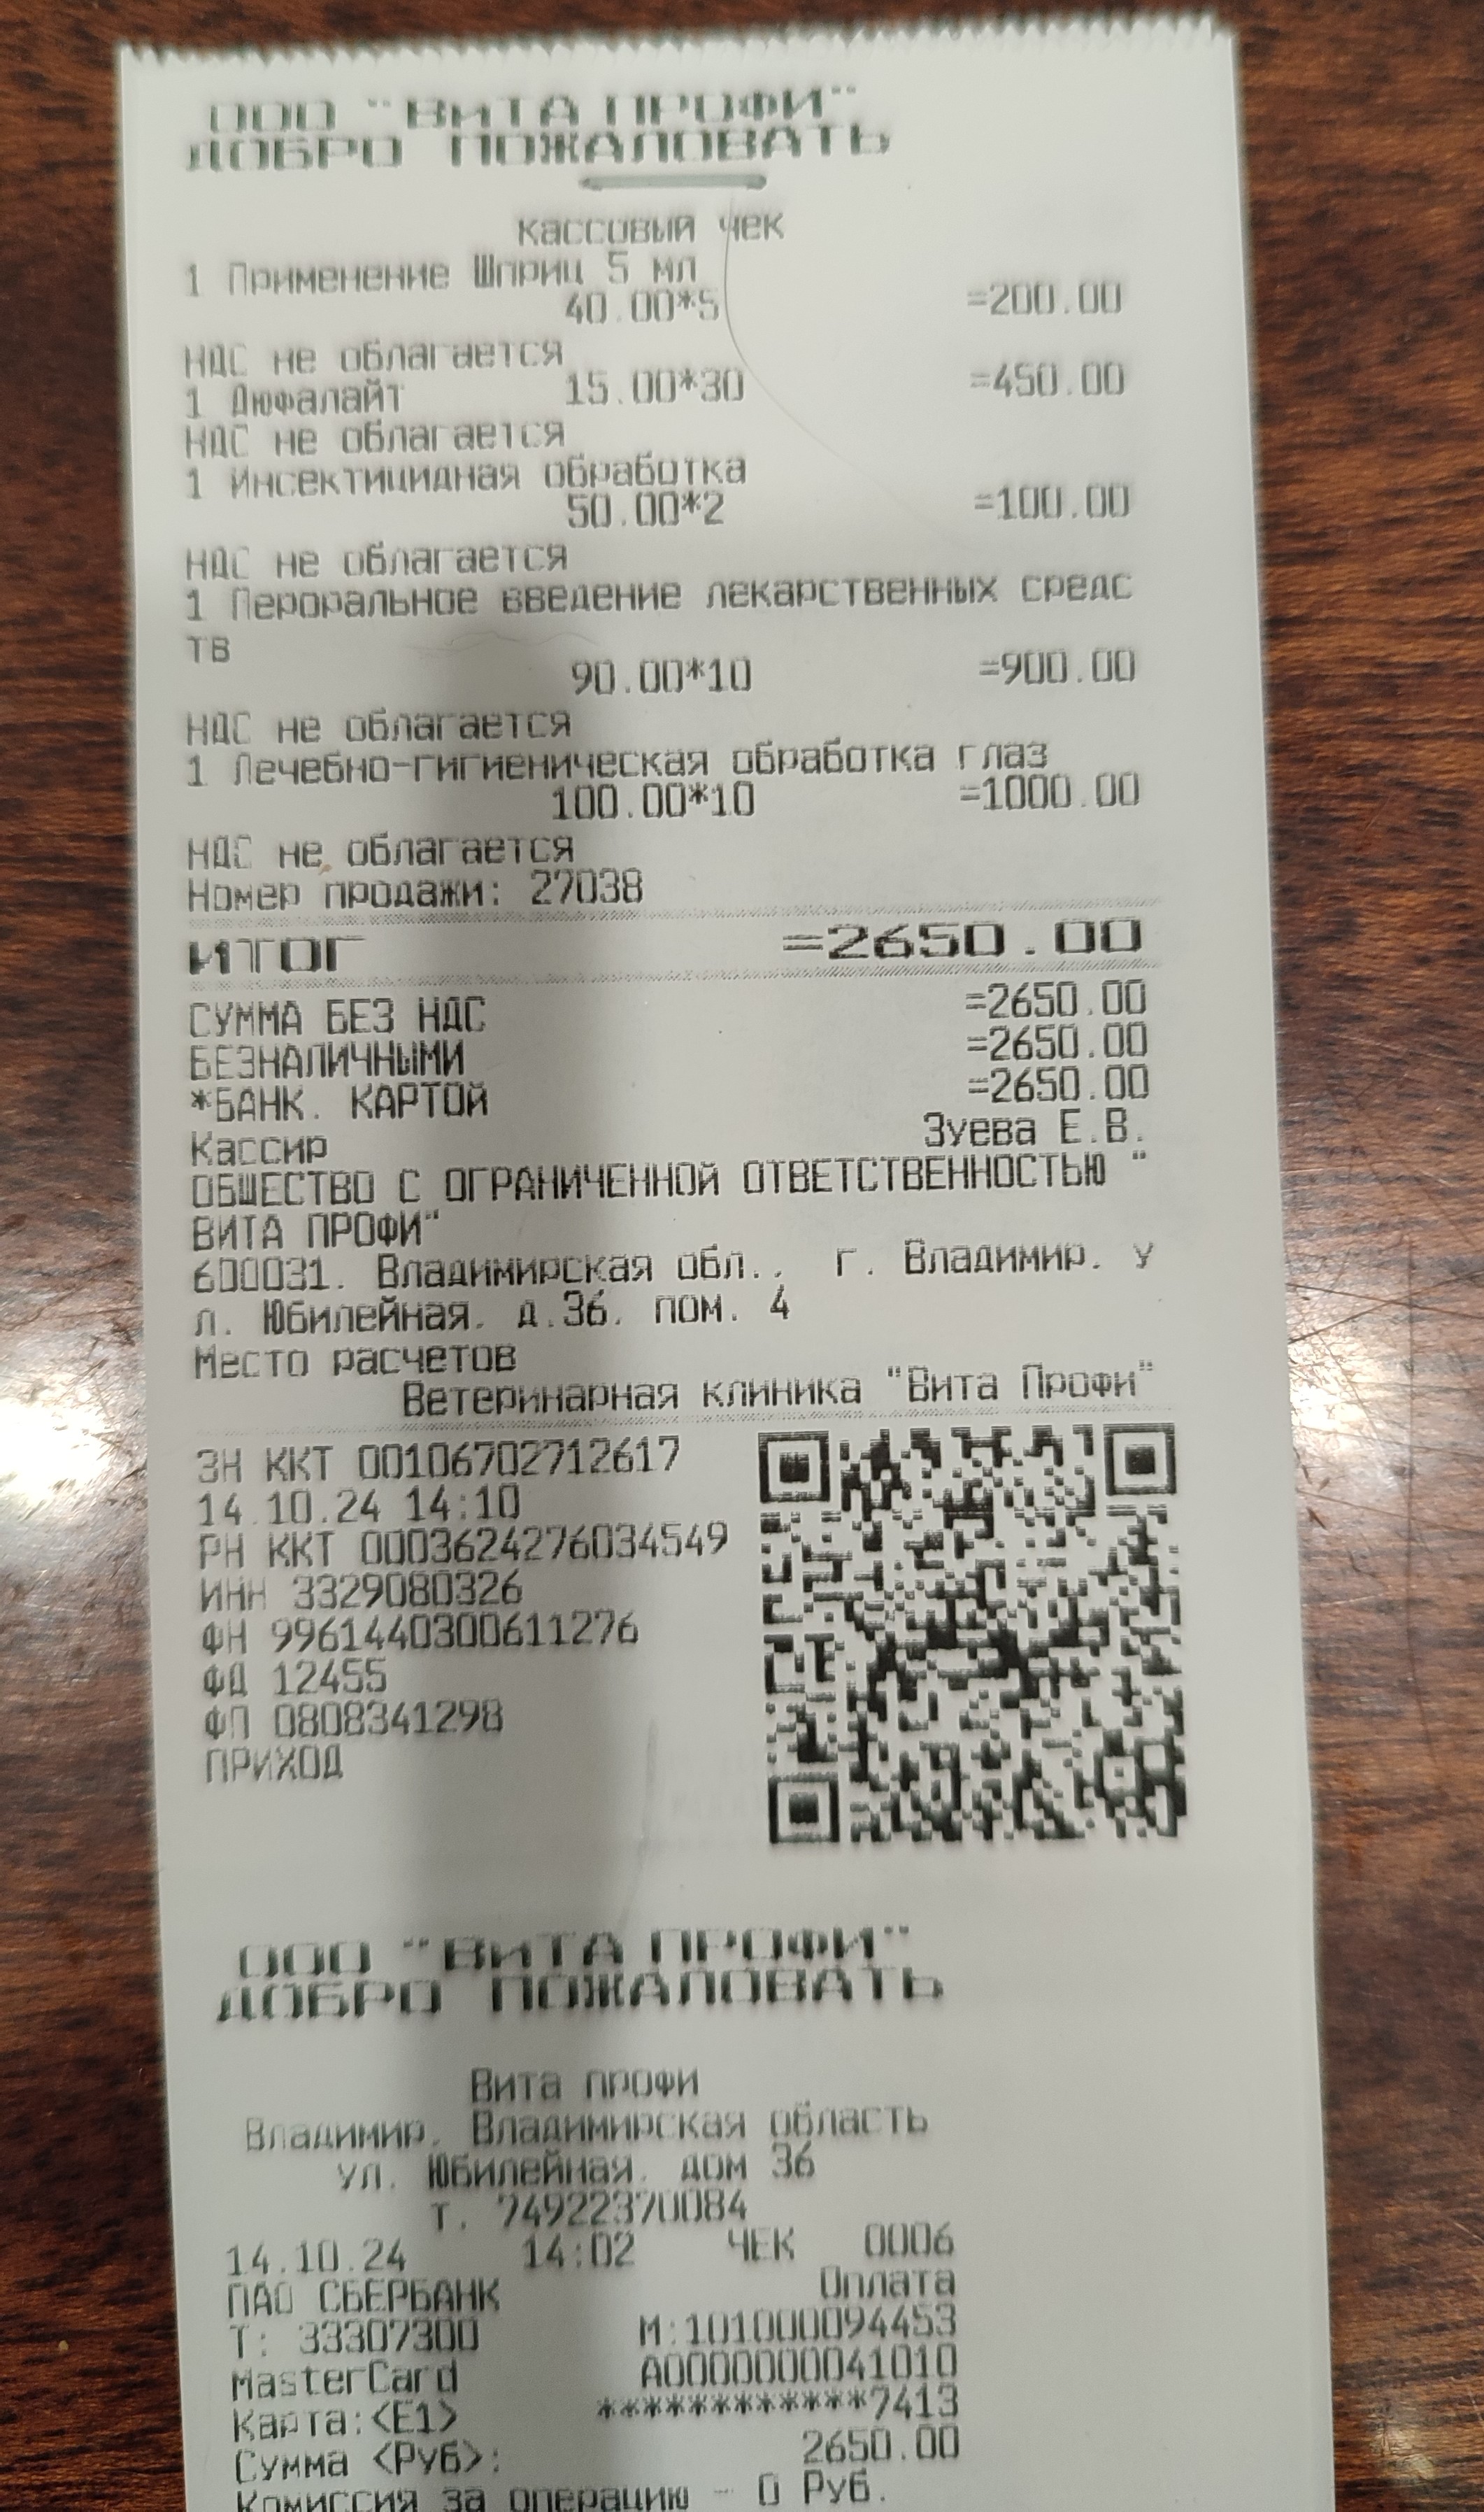 ООО "ВИТА ПРОФИ"
ДОБРО ПОЖАЛОВАТЬ
Кассовый чек
1 Применение Шприц 5 мл
40.00*5 =200.00
НДС не облагается
1 Дюфалайт 15.00*30 =450.00
НДС не облагается
1 Инсектицидная обработка
50.00*2 =100.00
НДС не облагается
1 Пероральное введение лекарственных средс
тв
90.00*10 =900.00
НДС не облагается
1 Лечебно-гигиеническая обработка глаз
100.00*10 =1000.00
НДС не облагается
Номер продажи: 27038
ИТОГ =2650.00
СУММА БЕЗ НДС =2650.00
БЕЗНАЛИЧНЫМИ =2650.00
*БАНК. КАРТОЙ =2650.00
Кассир Зуева Е.В.
ОБЩЕСТВО С ОГРАНИЧЕННОЙ ОТВЕТСТВЕННОСТЬЮ "
ВИТА ПРОФИ"
600031, Владимирская обл., г. Владимир, у
л. Юбилейная, д.36, пом. 4
Место расчетов
Ветеринарная клиника "Вита Профи"
ЗН ККТ 00106702712617
14.10.24 14:10
РН ККТ 0003624276034549
ИНН 3329080326
ФН 9961440300611276
ФД 12455
ФП 0808341298
ПРИХОД
ООО "ВИТА ПРОФИ"
ДОБРО ПОЖАЛОВАТЬ
Вита профи
Владимир, Владимирская область
ул. Юбилейная, дом 36
т. 74922370084
14.10.24 14:02 ЧЕК 0006
ПАО СБЕРБАНК Оплата
Т: 33307300 М:101000094453
MasterCard A0000000041010
Карта:<E1> ************7413
Сумма <Руб>: 2650.00
Комиссия за операцию - 0 Руб.